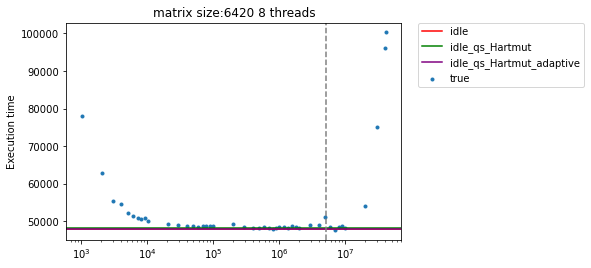 matrix size:6420 8 threads
100000
90000
80000
70000
60000
50000
Execution time
10³
10⁴
10⁵
10⁶
10⁷
idle
idle_qs_Hartmut
idle_qs_Hartmut_adaptive
true